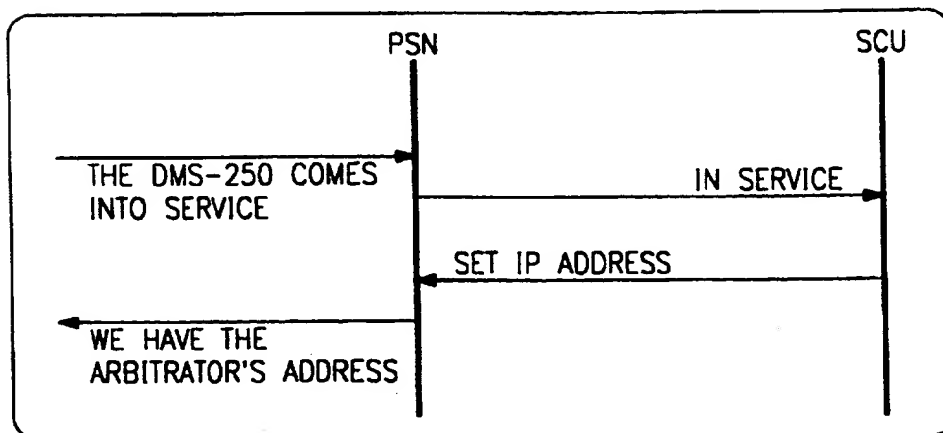 PSN
SCU
THE DMS-250 COMES
INTO SERVICE
IN SERVICE
SET IP ADDRESS
WE HAVE THE
ARBITRATOR'S ADDRESS